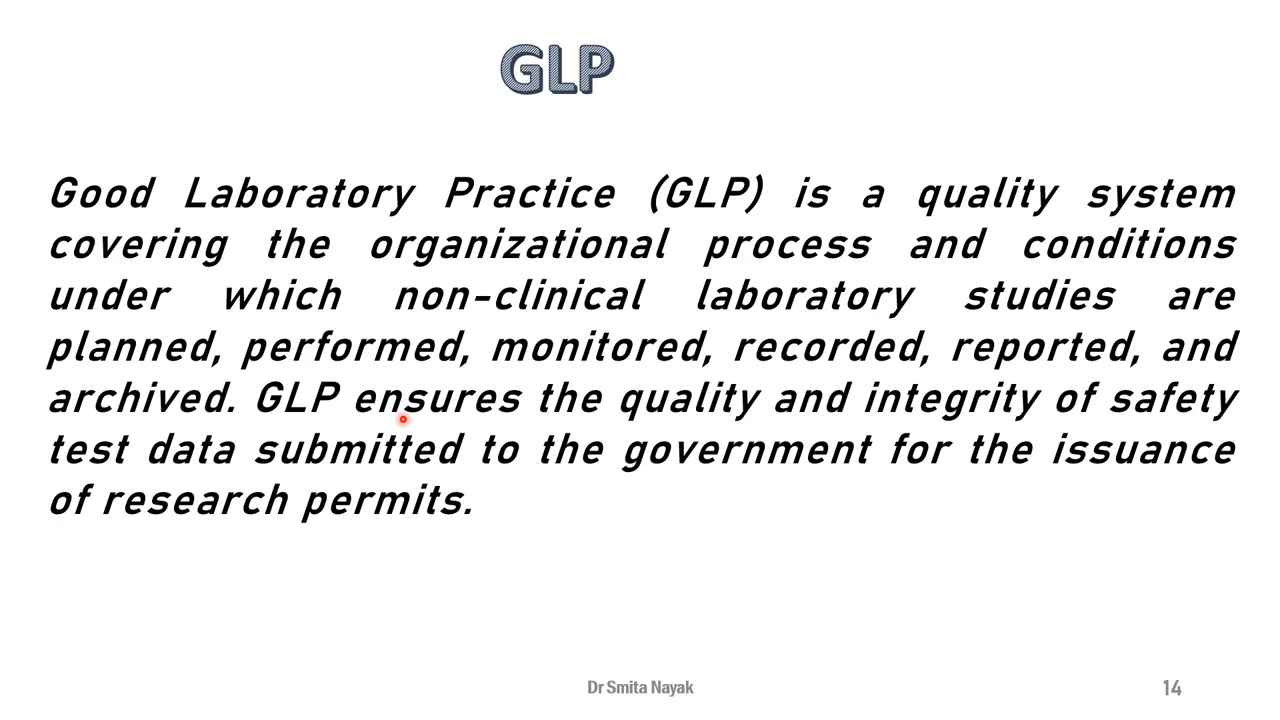 GLP
Good Laboratory Practice (GLP) is a quality system
covering the organizational process and conditions
under which non-clinical laboratory studies are
planned, performed, monitored, recorded, reported, and
archived. GLP ensures the quality and integrity of safety
test data submitted to the government for the issuance
of research permits.
Dr Smita Nayak
14